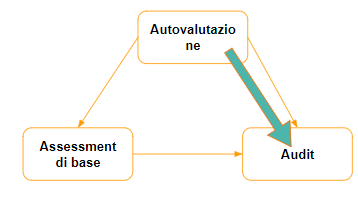 Autovalutazio
ne
Assessment
di base
Audit